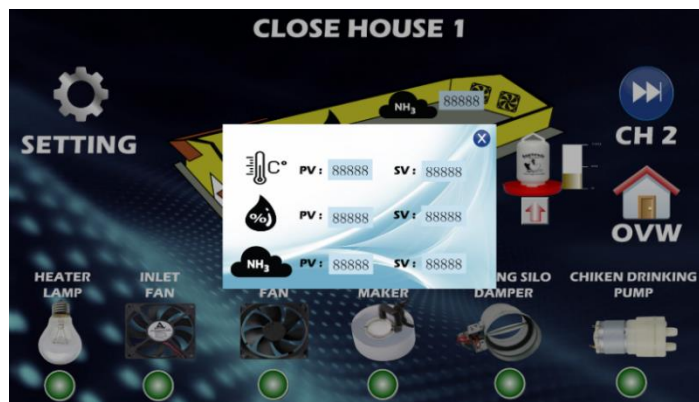 CLOSE HOUSE 1
SETTING
NH3
88888
CH 2
OVW
X
C°
PV : 88888 SV : 88888
%
PV : 88888 SV : 88888
NH3
PV : 88888 SV : 88888
HEATER
LAMP
INLET
FAN
FAN
MAKER
NG SILO
DAMPER
CHIKEN DRINKING
PUMP